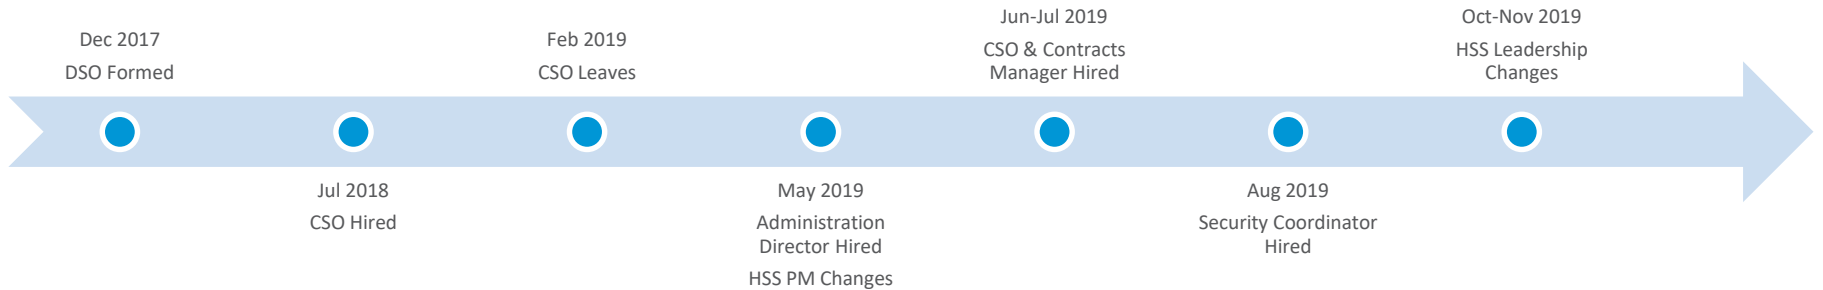 Dec 2017
DSO Formed
Jul 2018
CSO Hired
Feb 2019
CSO Leaves
May 2019
Administration
Director Hired
HSS PM Changes
Jun-Jul 2019
CSO & Contracts
Manager Hired
Aug 2019
Security Coordinator
Hired
Oct-Nov 2019
HSS Leadership
Changes